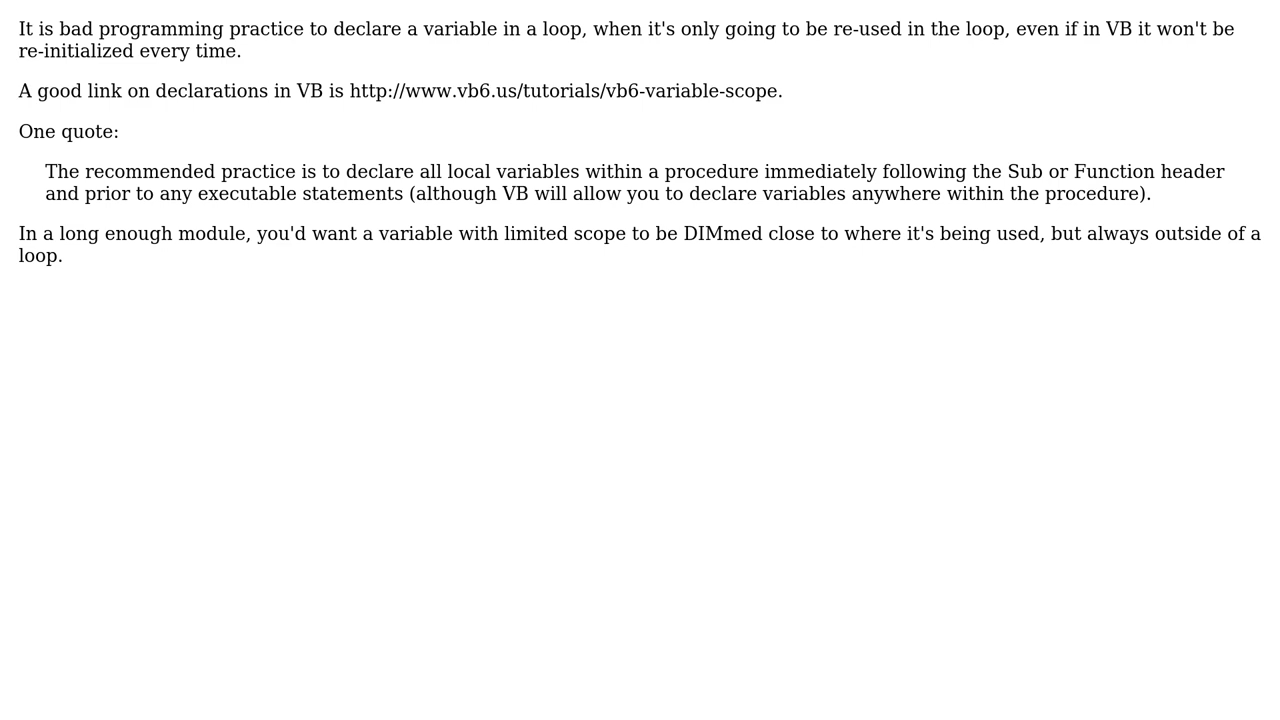 It is bad programming practice to declare a variable in a loop, when it's only going to be re-used in the loop, even if in VB it won't be
re-initialized every time.
A good link on declarations in VB is http://www.vb6.us/tutorials/vb6-variable-scope.
One quote:
The recommended practice is to declare all local variables within a procedure immediately following the Sub or Function header
and prior to any executable statements (although VB will allow you to declare variables anywhere within the procedure).
In a long enough module, you'd want a variable with limited scope to be DIMmed close to where it's being used, but always outside of a
loop.